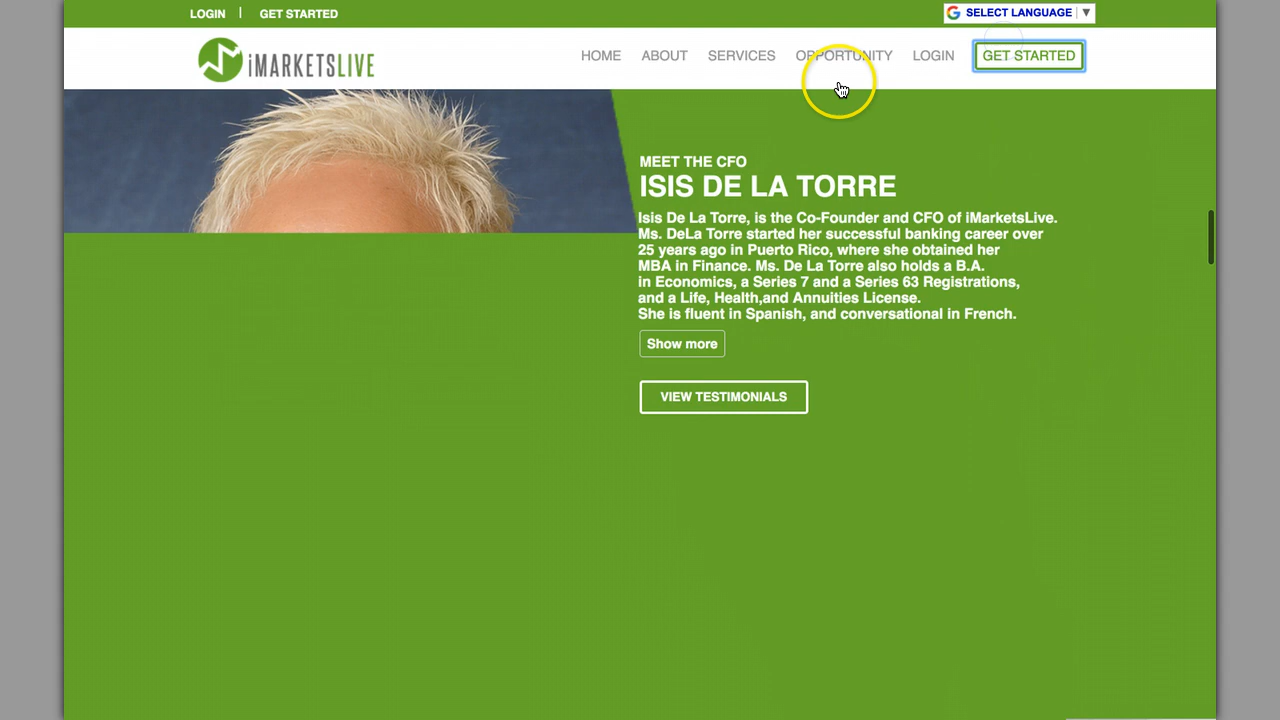 LOGIN | GET STARTED
SELECT LANGUAGE ▼
iMARKETSLIVE
HOME ABOUT SERVICES OPPORTUNITY LOGIN GET STARTED
MEET THE CFO
ISIS DE LA TORRE
Isis De La Torre, is the Co-Founder and CFO of iMarketsLive.
Ms. DeLa Torre started her successful banking career over
25 years ago in Puerto Rico, where she obtained her
MBA in Finance. Ms. De La Torre also holds a B.A.
in Economics, a Series 7 and a Series 63 Registrations,
and a Life, Health,and Annuities License.
She is fluent in Spanish, and conversational in French.
Show more
VIEW TESTIMONIALS